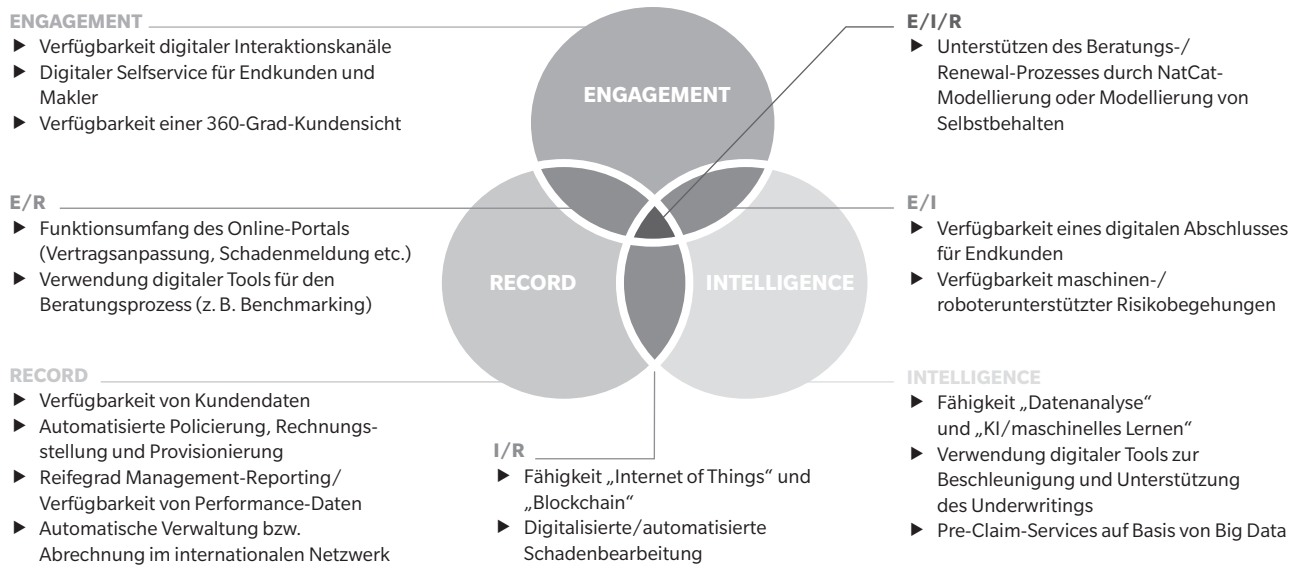 ENGAGEMENT
▶ Verfügbarkeit digitaler Interaktionskanäle
▶ Digitaler Selfservice für Endkunden und
Makler
▶ Verfügbarkeit einer 360-Grad-Kundensicht
E/R
▶ Funktionsumfang des Online-Portals
(Vertragsanpassung, Schadenmeldung etc.)
▶ Verwendung digitaler Tools für den
Beratungsprozess (z. B. Benchmarking)
RECORD
▶ Verfügbarkeit von Kundendaten
▶ Automatisierte Policierung, Rechnungs-
stellung und Provisionierung
▶ Reifegrad Management-Reporting/
Verfügbarkeit von Performance-Daten
▶ Automatische Verwaltung bzw.
Abrechnung im internationalen Netzwerk
ENGAGEMENT
RECORD
INTELLIGENCE
I/R
▶ Fähigkeit „Internet of Things“ und
„Blockchain“
▶ Digitalisierte/automatisierte
Schadenbearbeitung
E/I/R
▶ Unterstützen des Beratungs-/
Renewal-Prozesses durch NatCat-
Modellierung oder Modellierung von
Selbstbehalten
E/I
▶ Verfügbarkeit eines digitalen Abschlusses
für Endkunden
▶ Verfügbarkeit maschinen-/
roboterunterstützter Risikobegehungen
INTELLIGENCE
▶ Fähigkeit „Datenanalyse“
und „KI/maschinelles Lernen“
▶ Verwendung digitaler Tools zur
Beschleunigung und Unterstützung
des Underwritings
▶ Pre-Claim-Services auf Basis von Big Data